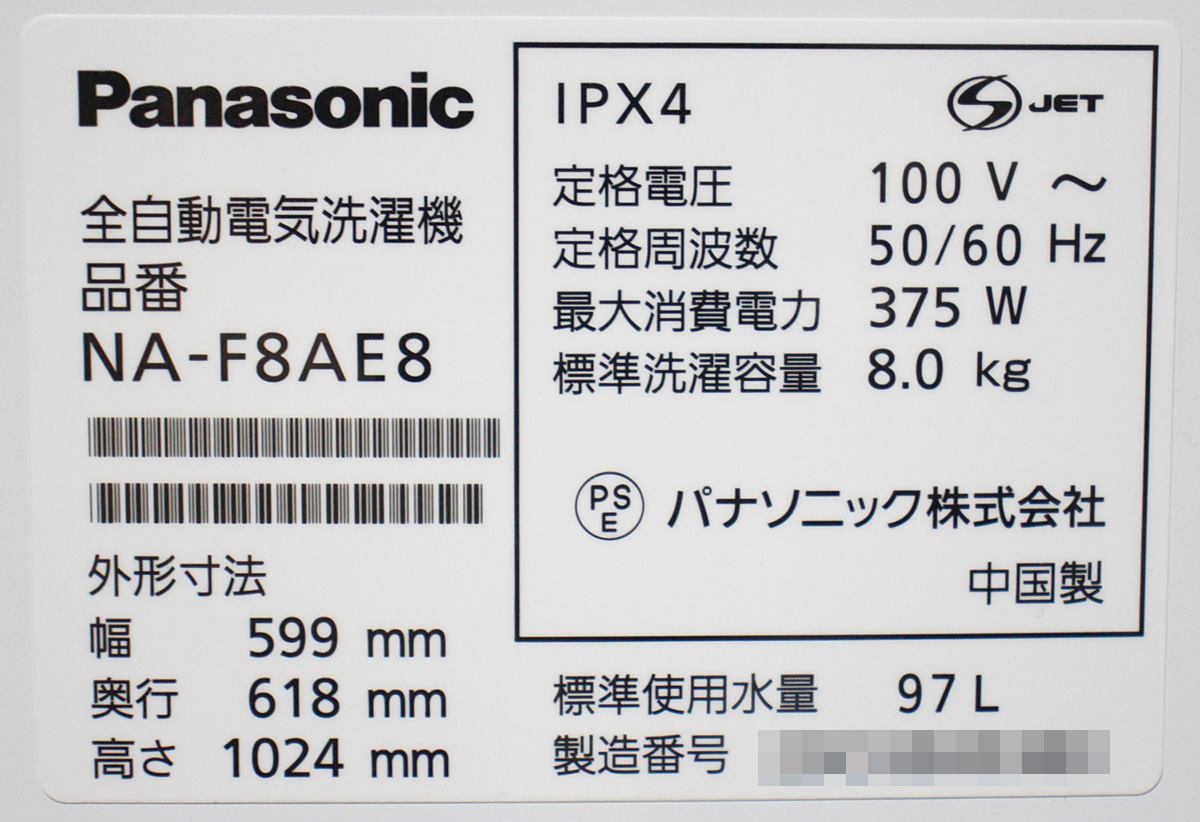 Panasonic
全自動電気洗濯機
品番
NA-F8AE8
外形寸法
幅 599 mm
奥行 618 mm
高さ 1024 mm
IPX4
S JET
定格電圧 100 V ～
定格周波数 50/60 Hz
最大消費電力 375 W
標準洗濯容量 8.0 kg
PS
E
パナソニック株式会社
中国製
標準使用水量 97 L
製造番号